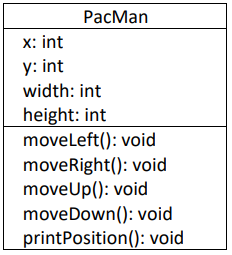 PacMan
x: int
y: int
width: int
height: int
moveLeft(): void
moveRight(): void
moveUp(): void
moveDown(): void
printPosition(): void